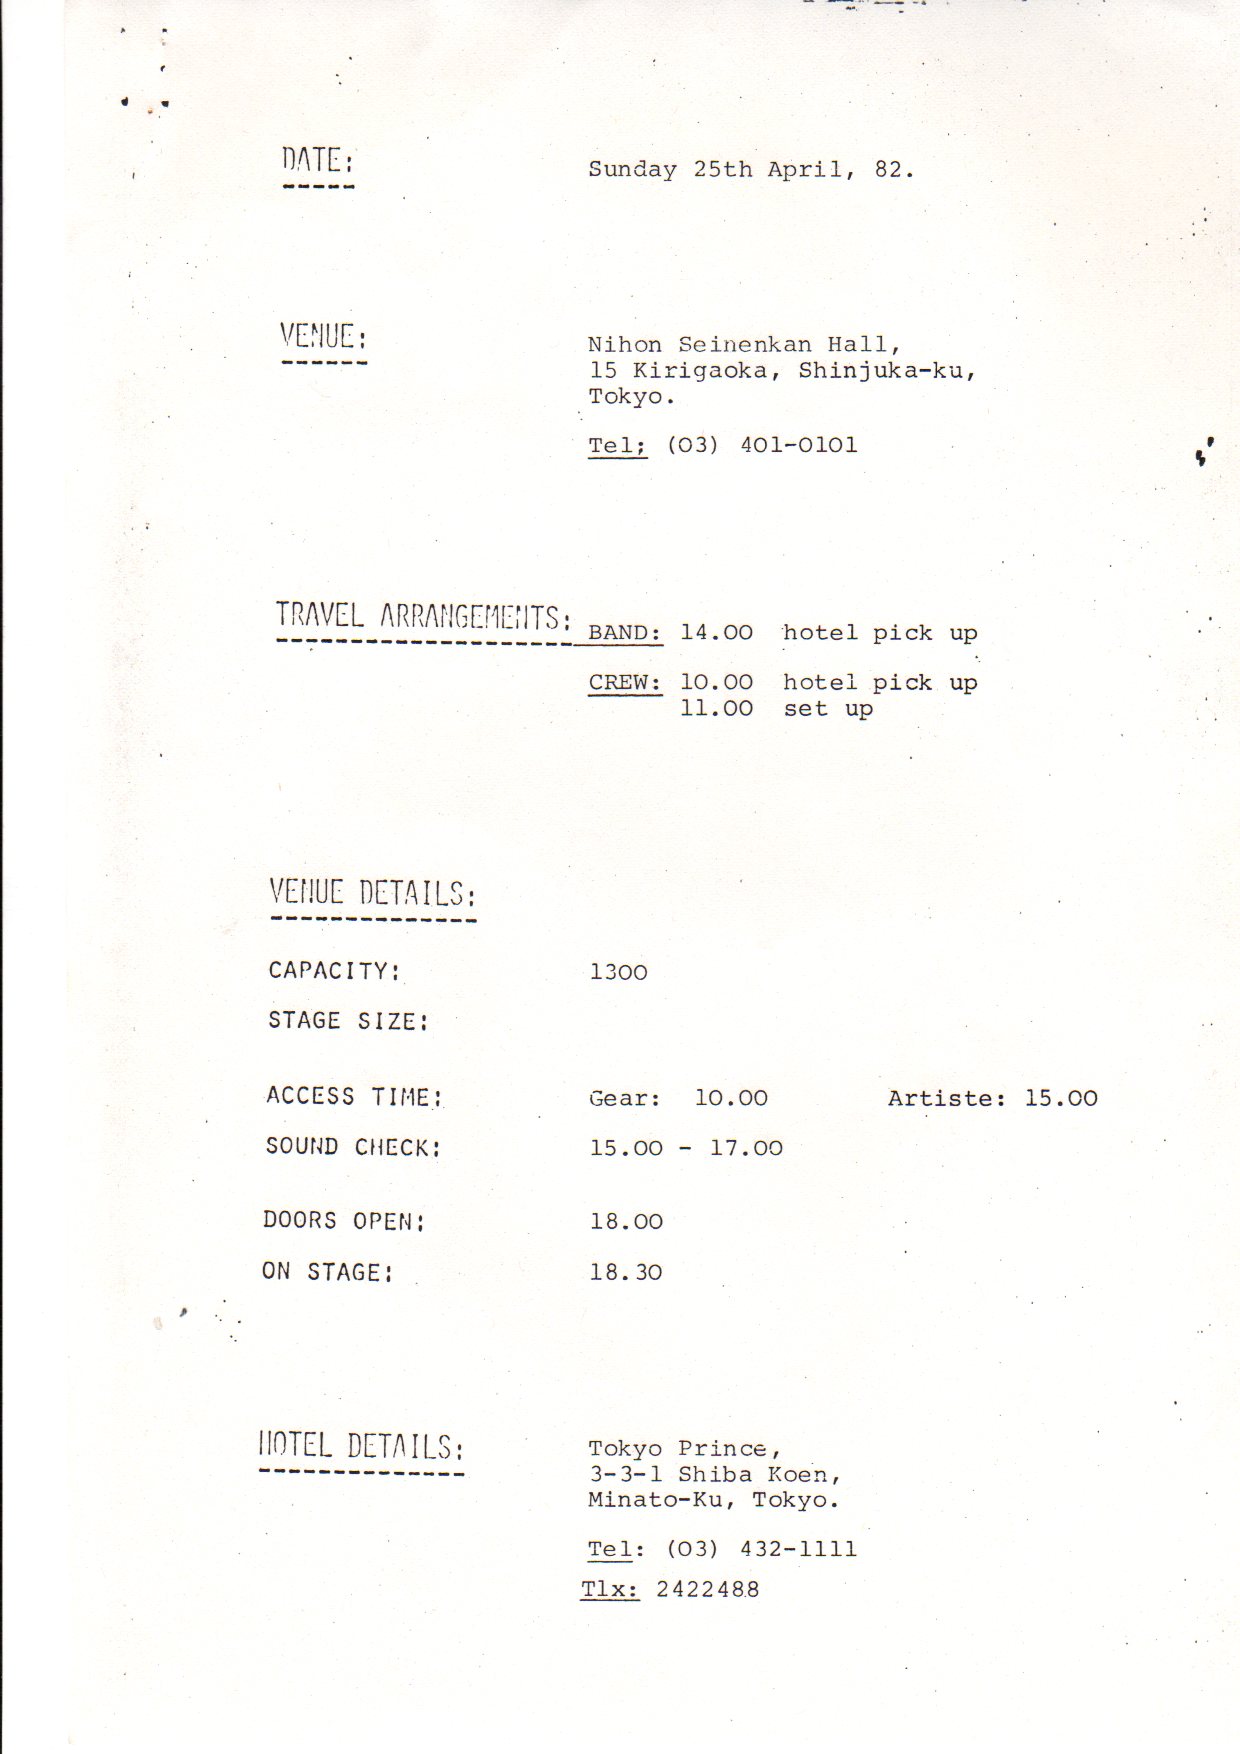 DATE: Sunday 25th April, 82.
VENUE: Nihon Seinenkan Hall,
15 Kirigaoka, Shinjuka-ku,
Tokyo.
Tel; (03) 401-0101
TRAVEL ARRANGEMENTS: BAND: 14.00 hotel pick up
CREW: 10.00 hotel pick up
11.00 set up
VENUE DETAILS:
CAPACITY: 1300
STAGE SIZE:
ACCESS TIME: Gear: 10.00 Artiste: 15.00
SOUND CHECK: 15.00 - 17.00
DOORS OPEN: 18.00
ON STAGE: 18.30
HOTEL DETAILS: Tokyo Prince,
3-3-1 Shiba Koen,
Minato-Ku, Tokyo.
Tel: (03) 432-1111
Tlx: 2422488